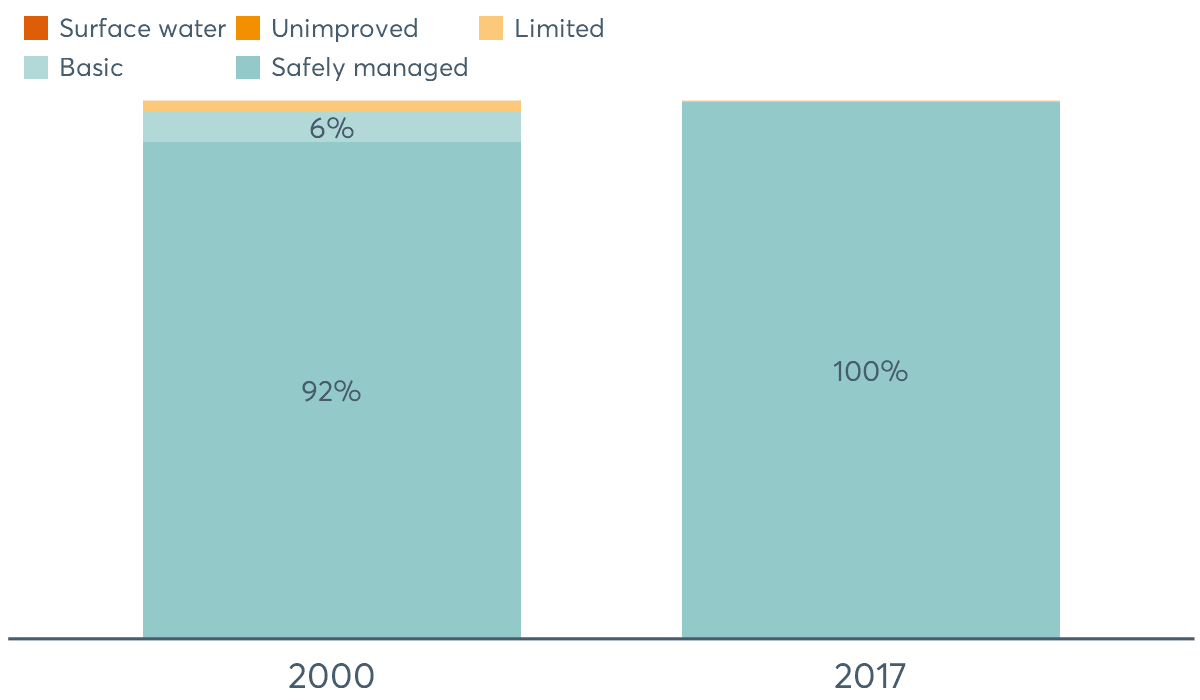 Surface water Unimproved Limited
Basic Safely managed
6%
92%
100%
2000 2017